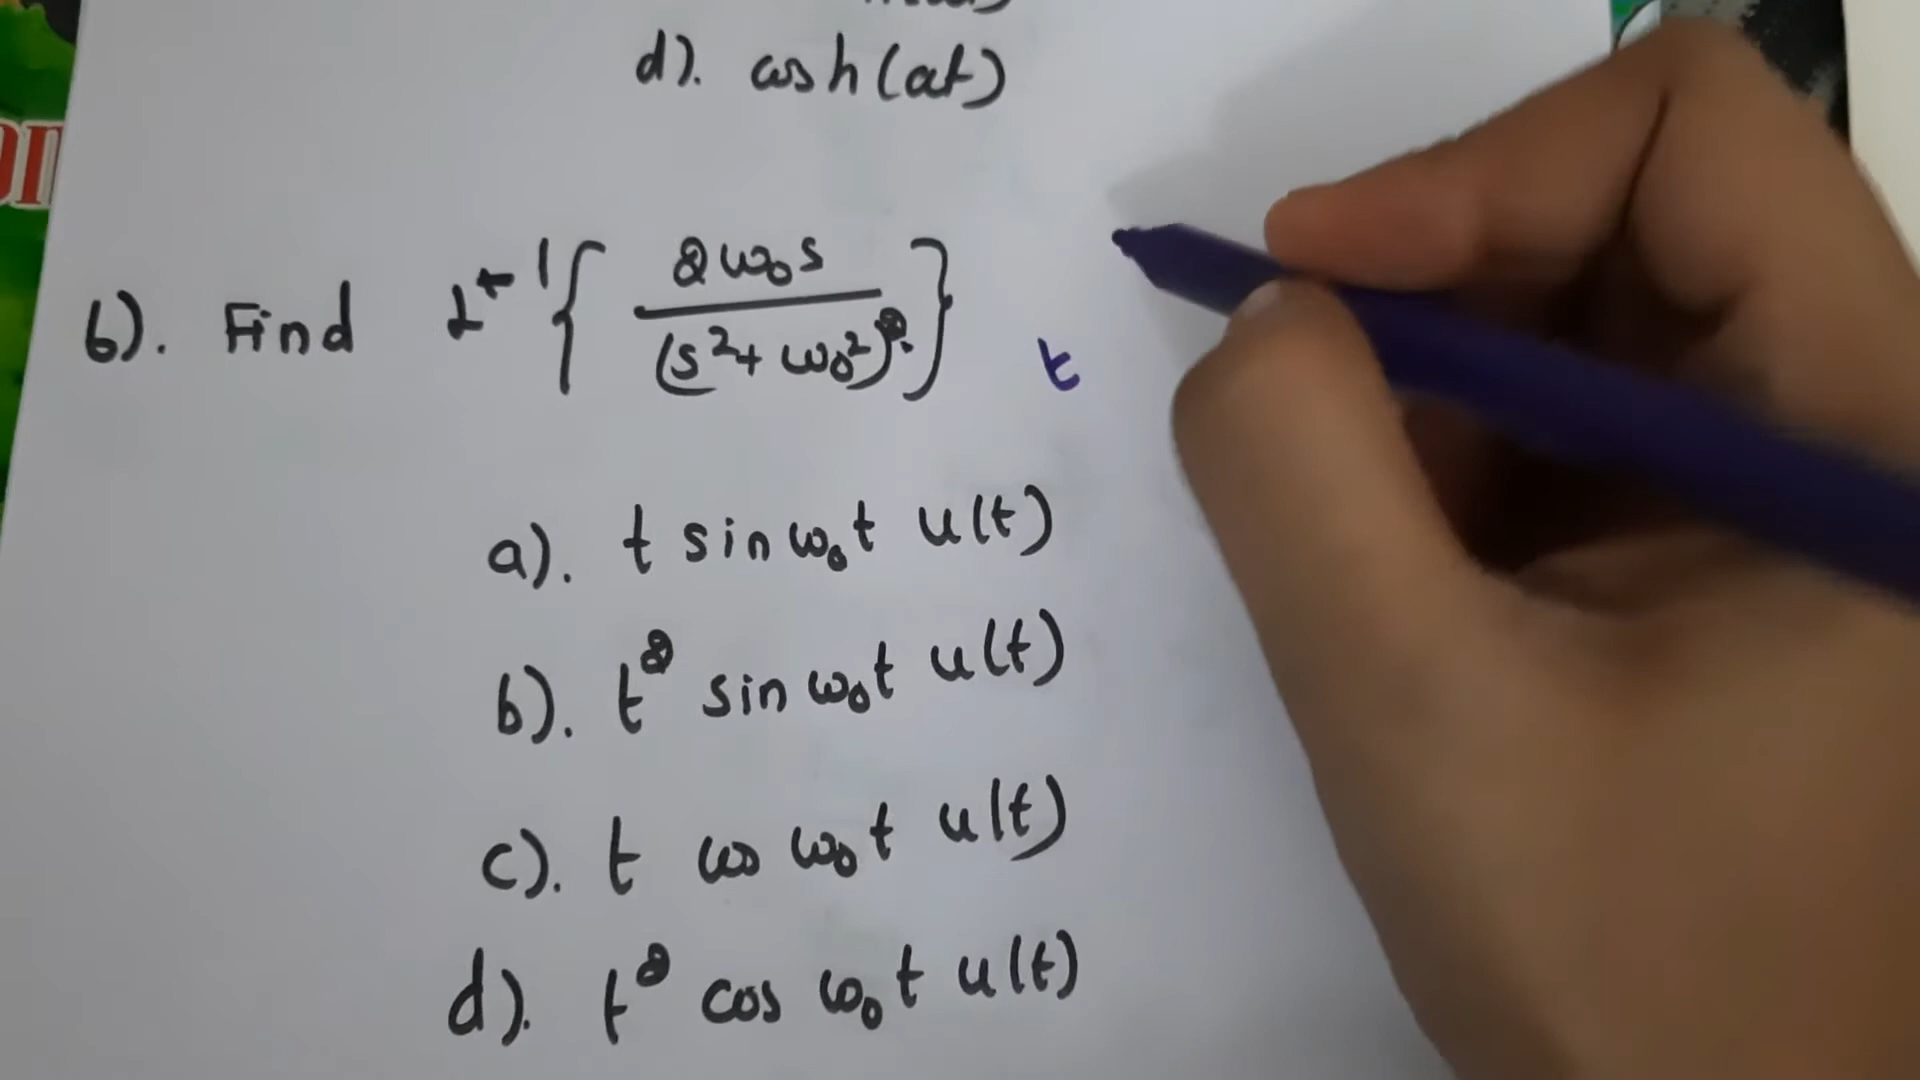 d). cosh(at)
6). Find L⁻¹{ 2ω₀s / (s²+ω₀²)². }
t
a). t sin ω₀t u(t)
b). t² sin ω₀t u(t)
c). t cos ω₀t u(t)
d). t² cos ω₀t u(t)